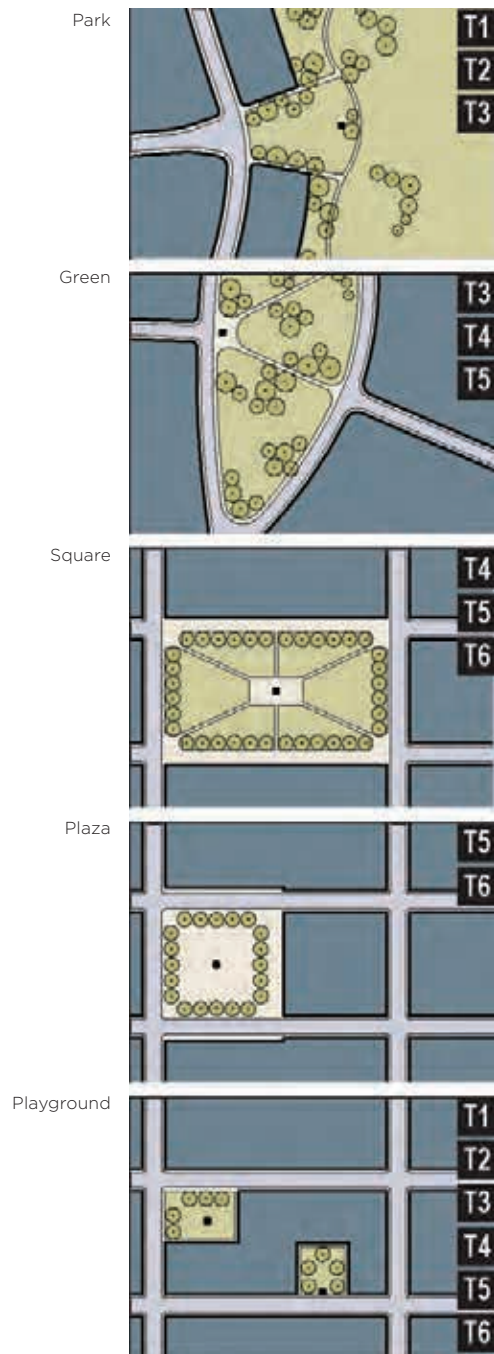 Park
T1
T2
T3
Green
T3
T4
T5
Square
T4
T5
T6
Plaza
T5
T6
Playground
T1
T2
T3
T4
T5
T6